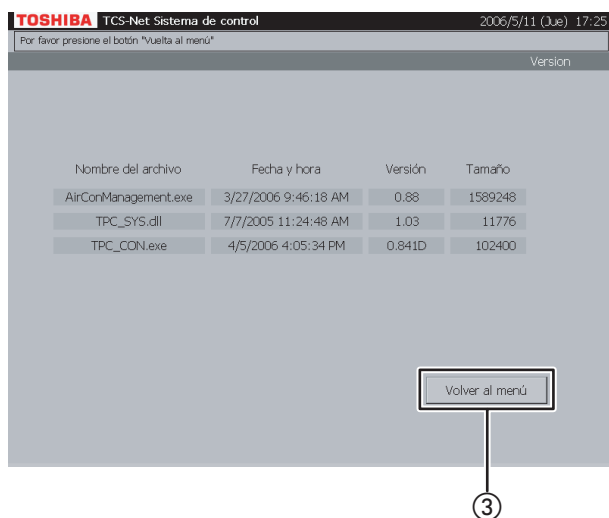 TOSHIBA TCS-Net Sistema de control 2006/5/11 (Jue) 17:25
Por favor presione el botón "Vuelta al menú"
Version
Nombre del archivo Fecha y hora Versión Tamaño
AirConManagement.exe 3/27/2006 9:46:18 AM 0.88 1589248
TPC_SYS.dll 7/7/2005 11:24:48 AM 1.03 11776
TPC_CON.exe 4/5/2006 4:05:34 PM 0.841D 102400
Volver al menú
③